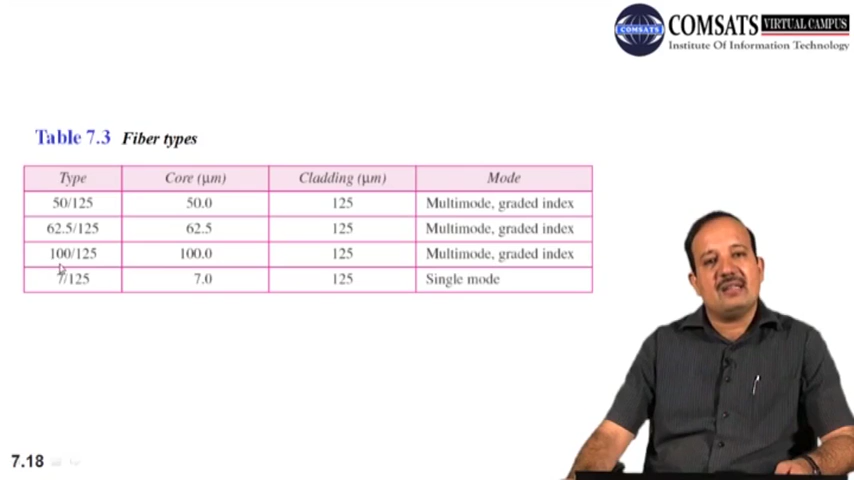 COMSATS VIRTUAL CAMPUS
COMSATS
Institute Of Information Technology
Table 7.3 Fiber types
Type Core (μm) Cladding (μm) Mode
50/125 50.0 125 Multimode, graded index
62.5/125 62.5 125 Multimode, graded index
100/125 100.0 125 Multimode, graded index
7/125 7.0 125 Single mode
7.18